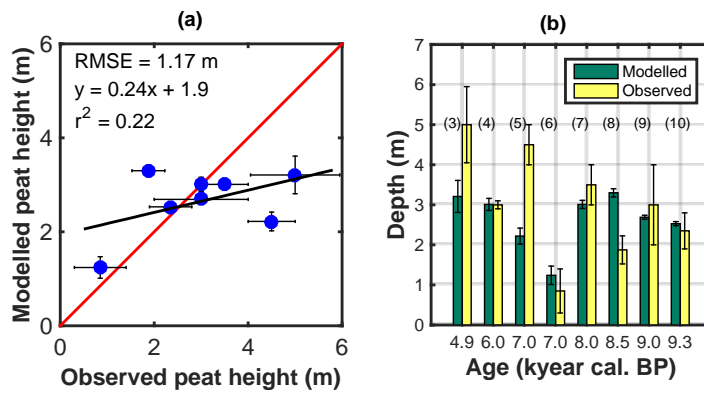 (a)
RMSE = 1.17 m
y = 0.24x + 1.9
r² = 0.22
6
4
2
0
0 2 4 6
Modelled peat height (m)
Observed peat height (m)
(b)
Modelled
Observed
(3) (4) (5) (6) (7) (8) (9) (10)
7
6
5
4
3
2
1
0
4.9 6.0 7.0 7.0 8.0 8.5 9.0 9.3
Depth (m)
Age (kyear cal. BP)